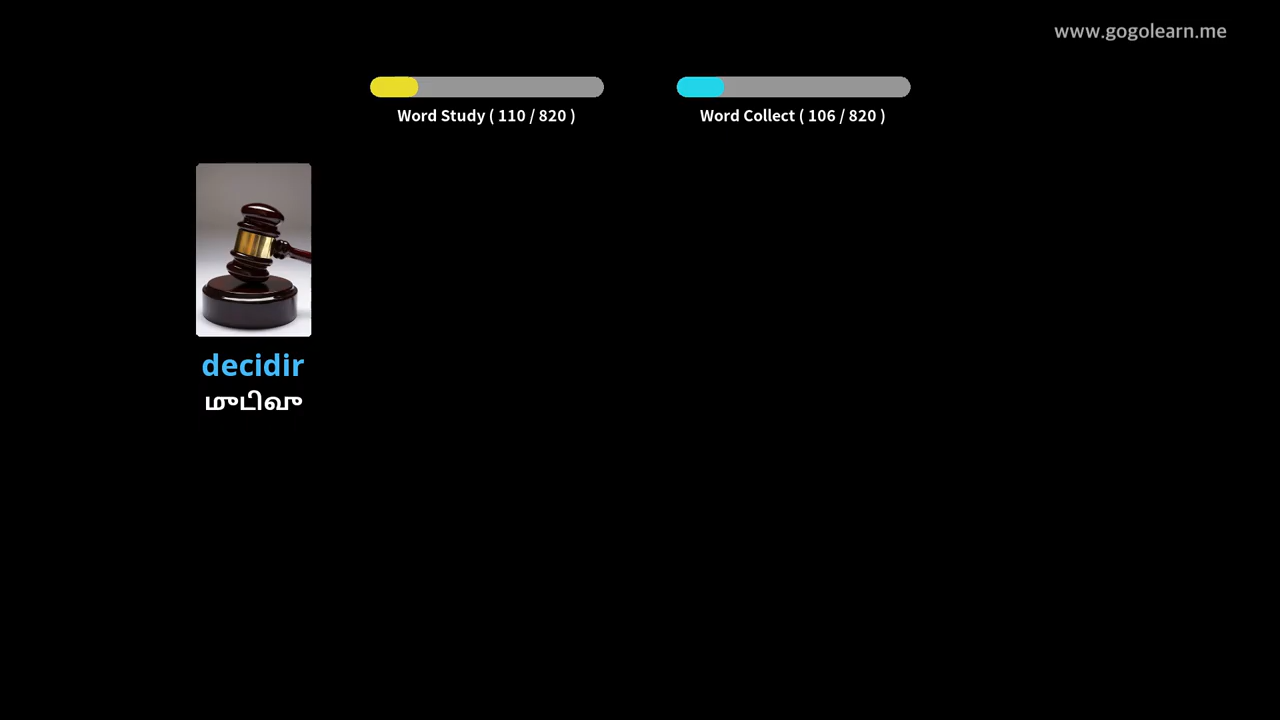 www.gogolearn.me
Word Study ( 110 / 820 )
Word Collect ( 106 / 820 )
decidir
முடிவு